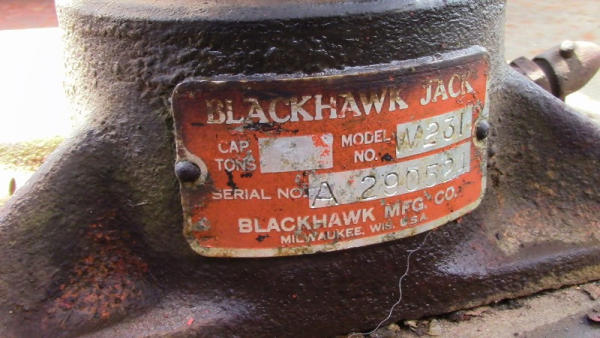 BLACKHAWK JACK
CAP. TONS
MODEL NO. W231
SERIAL NO. A 290521
BLACKHAWK MFG. CO.
MILWAUKEE, WIS. U.S.A.